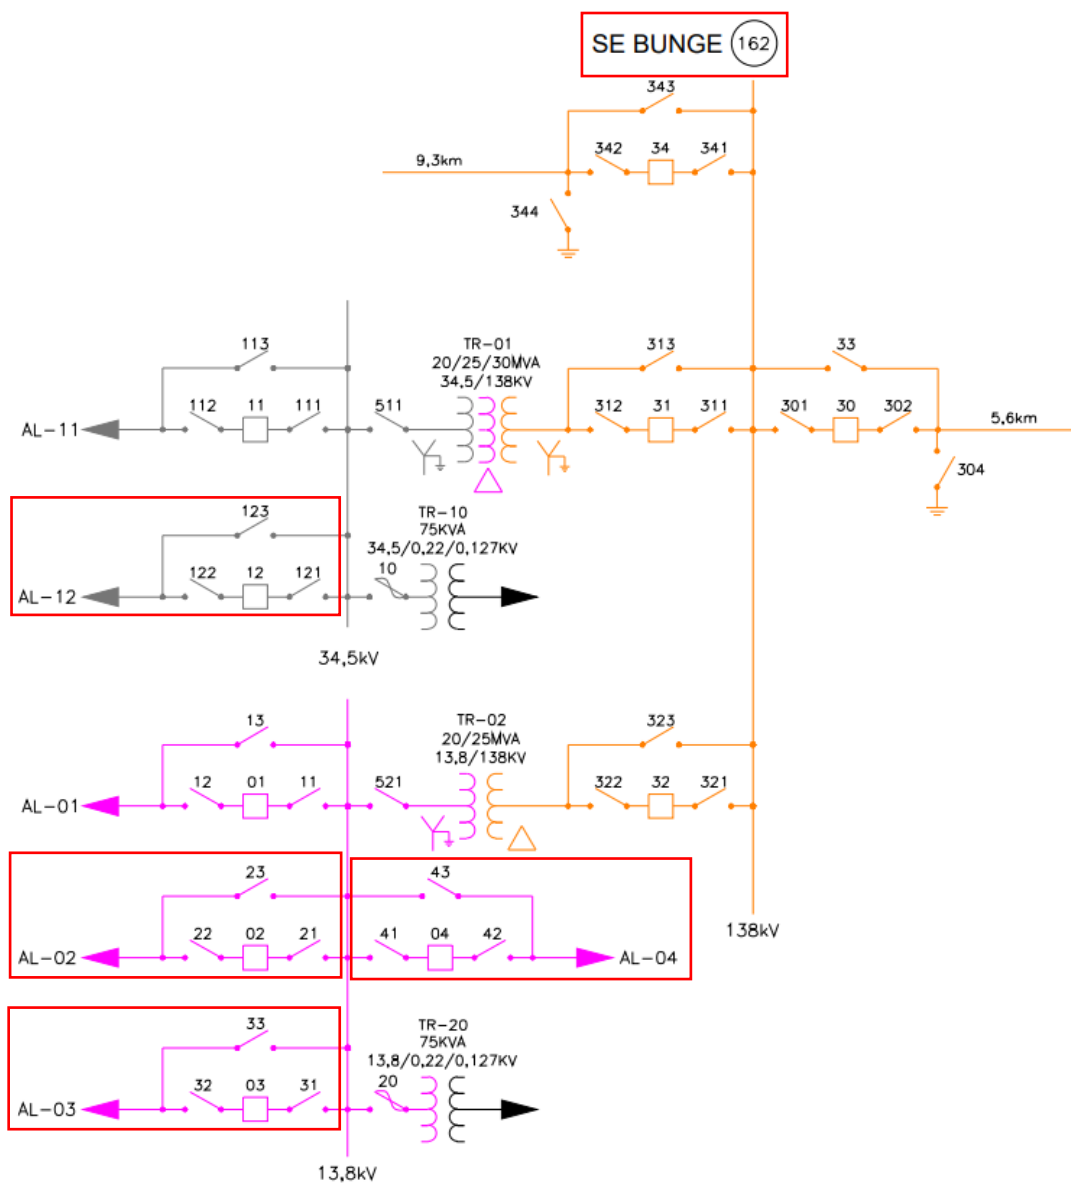 SE BUNGE 162
343
9,3km
342 34 341
344
113
TR-01
20/25/30MVA
34,5/138KV
313
33
AL-11
112 11 111
511
312 31 311
301 30 302
5,6km
304
123
TR-10
75KVA
34,5/0,22/0,127KV
AL-12
122 12 121
10
34,5kV
13
TR-02
20/25MVA
13,8/138KV
323
AL-01
12 01 11
521
322 32 321
23
43
AL-02
22 02 21
41 04 42
AL-04
138kV
33
TR-20
75KVA
13,8/0,22/0,127KV
AL-03
32 03 31
20
13,8kV